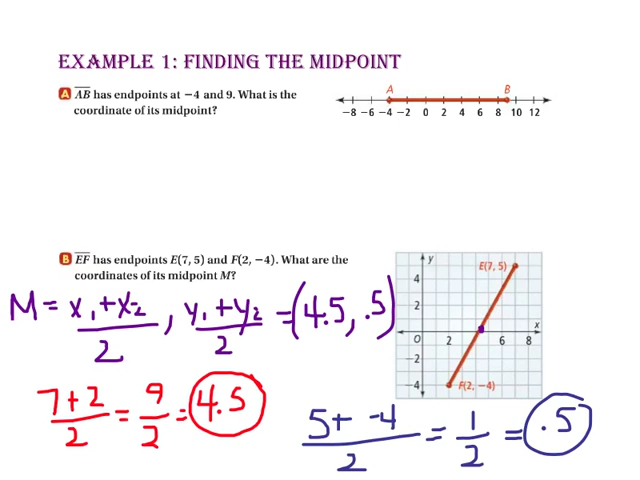 EXAMPLE 1: FINDING THE MIDPOINT
A AB has endpoints at −4 and 9. What is the
coordinate of its midpoint?
A B
−8 −6 −4 −2 0 2 4 6 8 10 12
B EF has endpoints E(7, 5) and F(2, −4). What are the
coordinates of its midpoint M?
M = x₁+x₂/2 , y₁+y₂/2 = (4.5, .5)
7+2/2 = 9/2 = 4.5
5+ -4/2 = 1/2 = .5
y
E(7, 5)
4
2
x
O 2 6 8
−2
−4 F(2, −4)